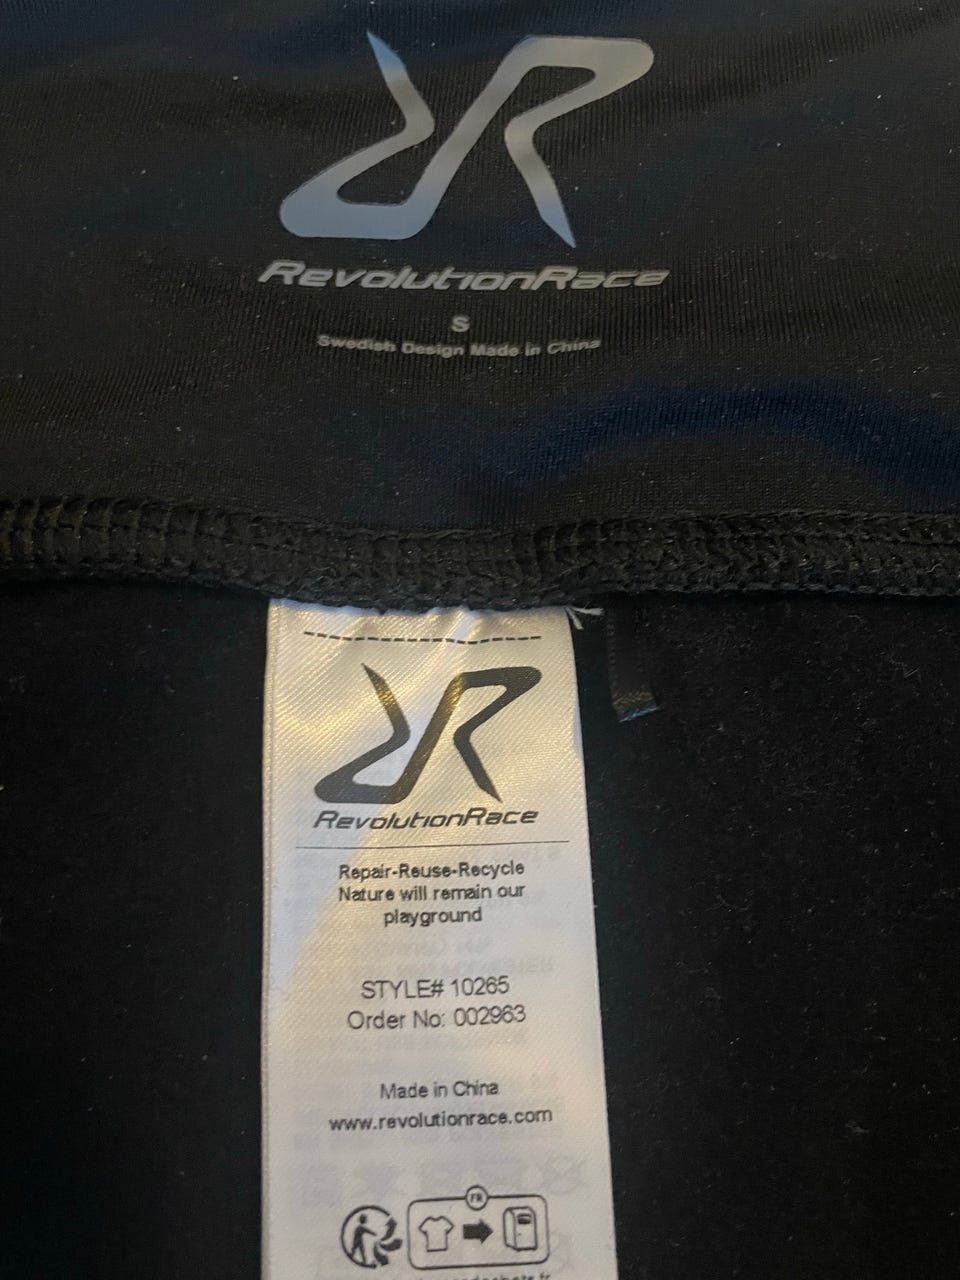 RevolutionRace
S
Swedish Design Made in China
RevolutionRace
Repair-Reuse-Recycle
Nature will remain our
playground
STYLE# 10265
Order No: 002963
Made in China
www.revolutionrace.com
FR